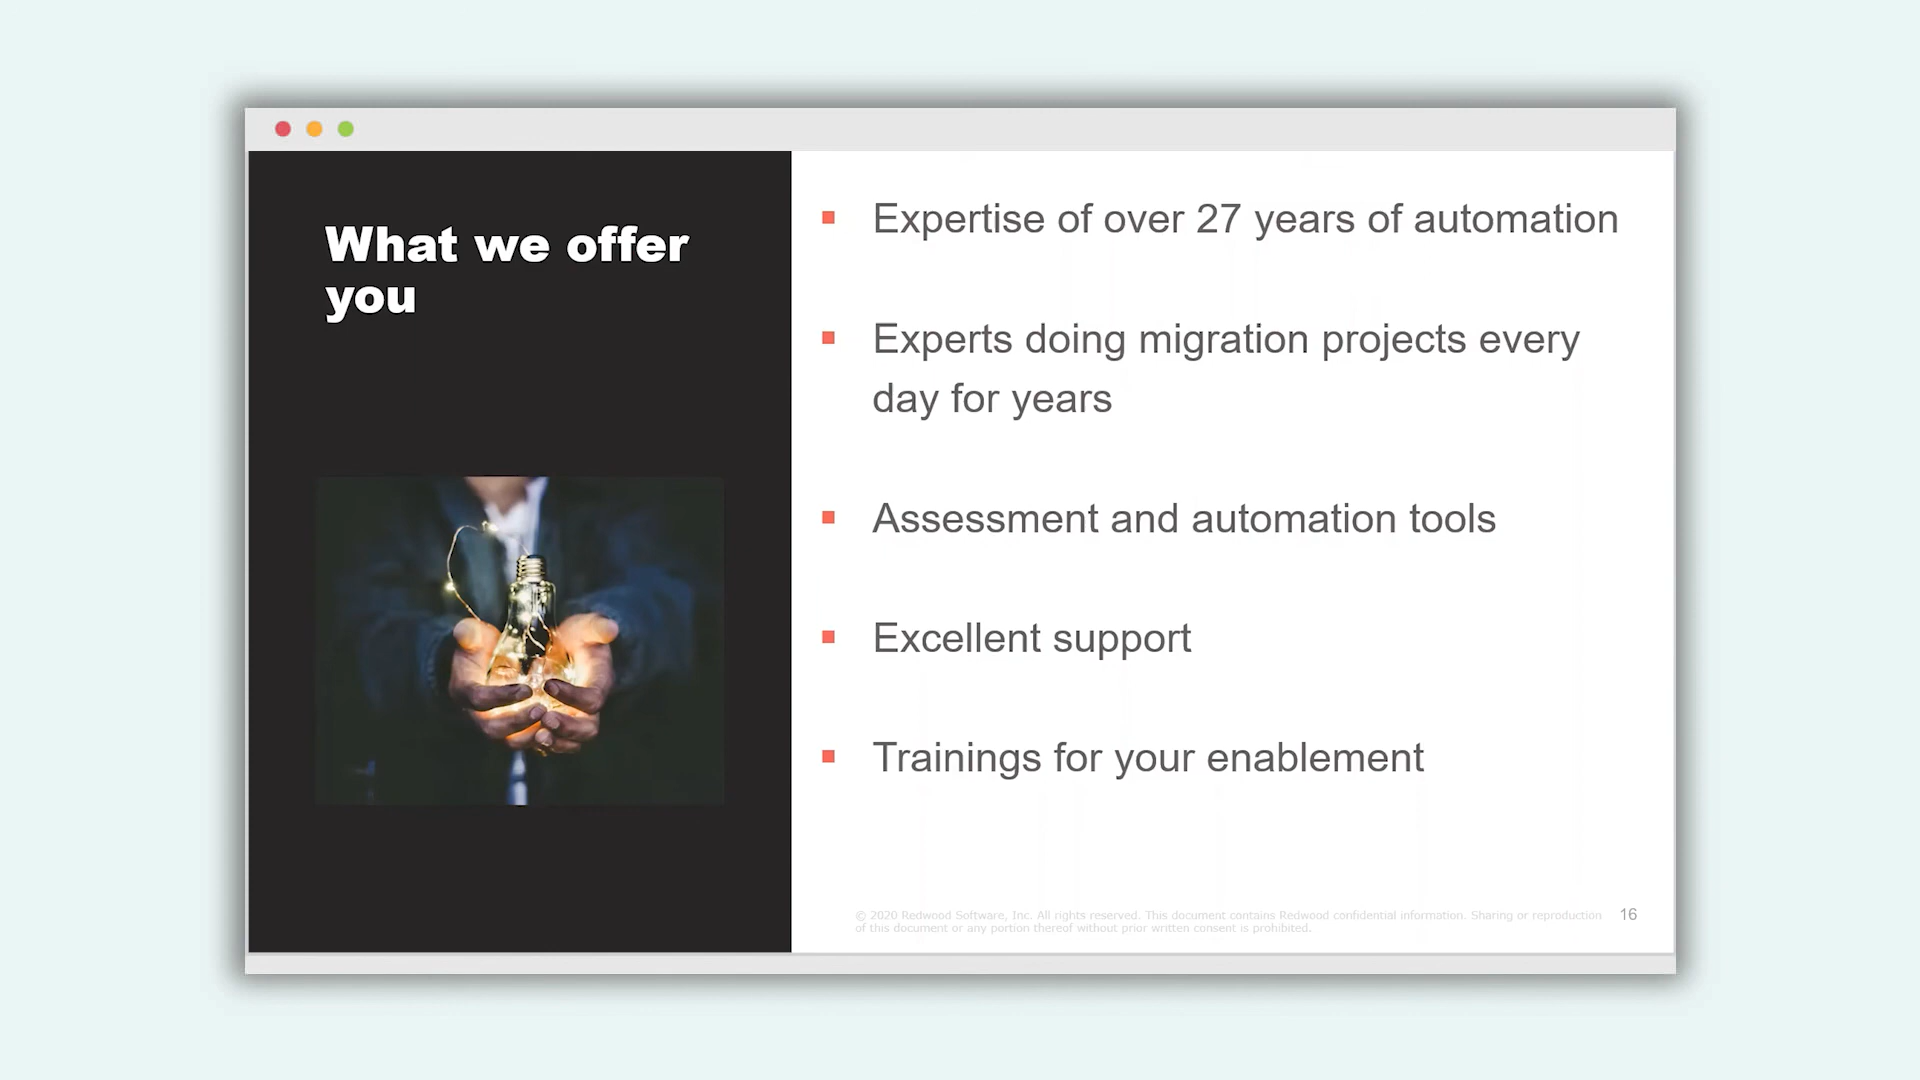 What we offer
you
Expertise of over 27 years of automation
Experts doing migration projects every
day for years
Assessment and automation tools
Excellent support
Trainings for your enablement
© 2020 Redwood Software, Inc. All rights reserved. This document contains Redwood confidential information. Sharing or reproduction
of this document or any portion thereof without prior written consent is prohibited.
16